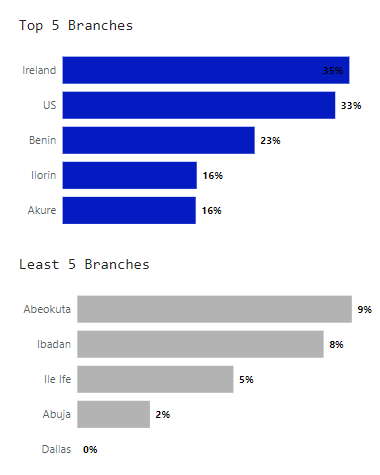 Top 5 Branches
Ireland 35%
US 33%
Benin 23%
Ilorin 16%
Akure 16%
Least 5 Branches
Abeokuta 9%
Ibadan 8%
Ile Ife 5%
Abuja 2%
Dallas 0%